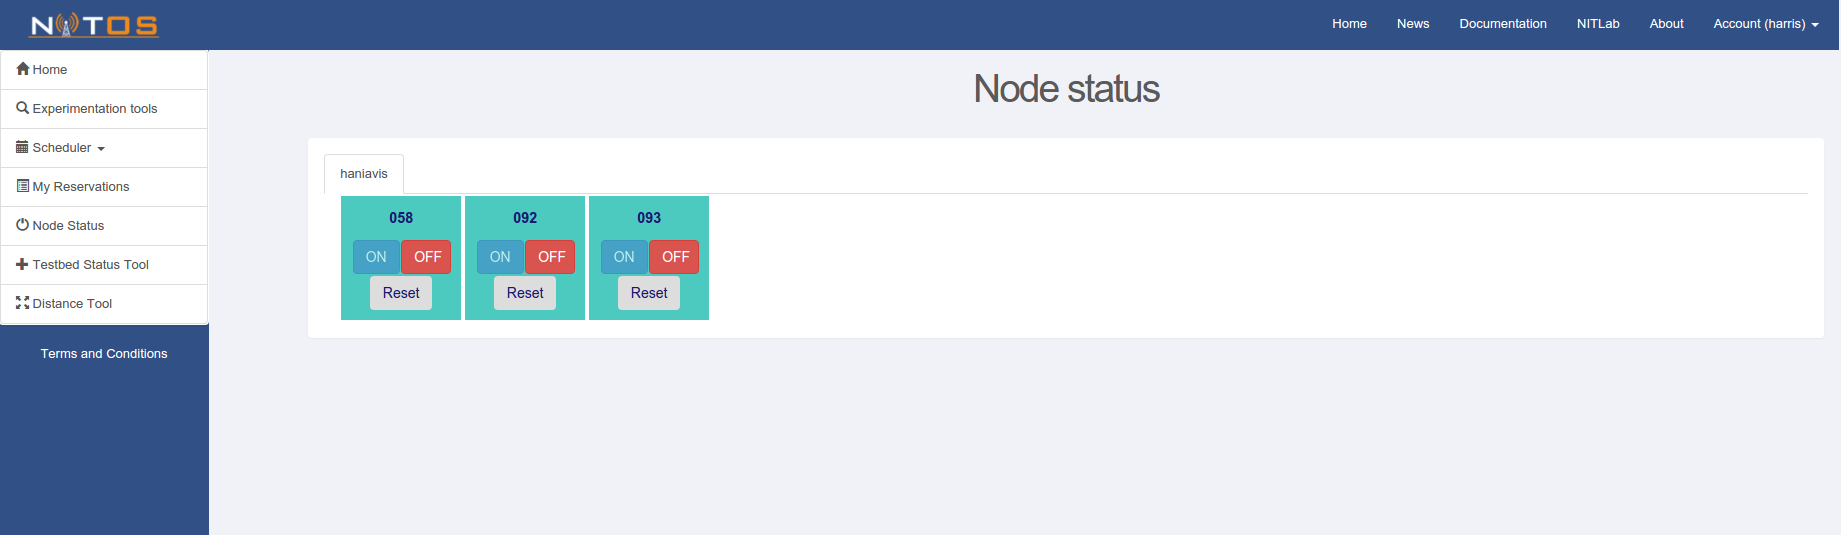 NITOS
Home News Documentation NITLab About Account (harris)
Home
Experimentation tools
Scheduler
My Reservations
Node Status
Testbed Status Tool
Distance Tool
Terms and Conditions
Node status
haniavis
058 092 093
ON OFF ON OFF ON OFF
Reset Reset Reset